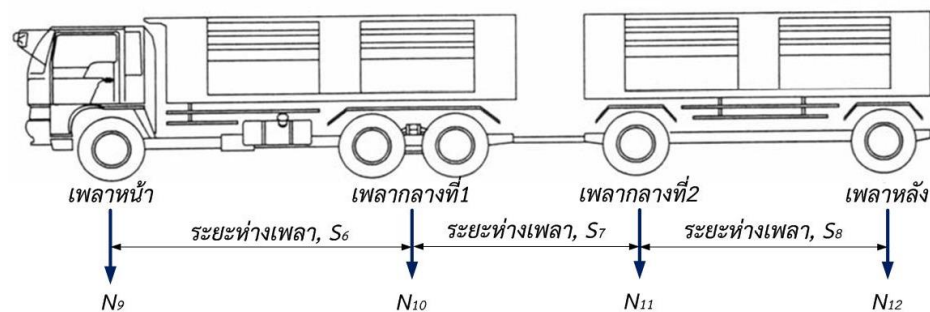 เพลาหน้า เพลากลางที่1 เพลากลางที่2 เพลาหลัง
ระยะห่างเพลา, S6 ระยะห่างเพลา, S7 ระยะห่างเพลา, S8
N9 N10 N11 N12